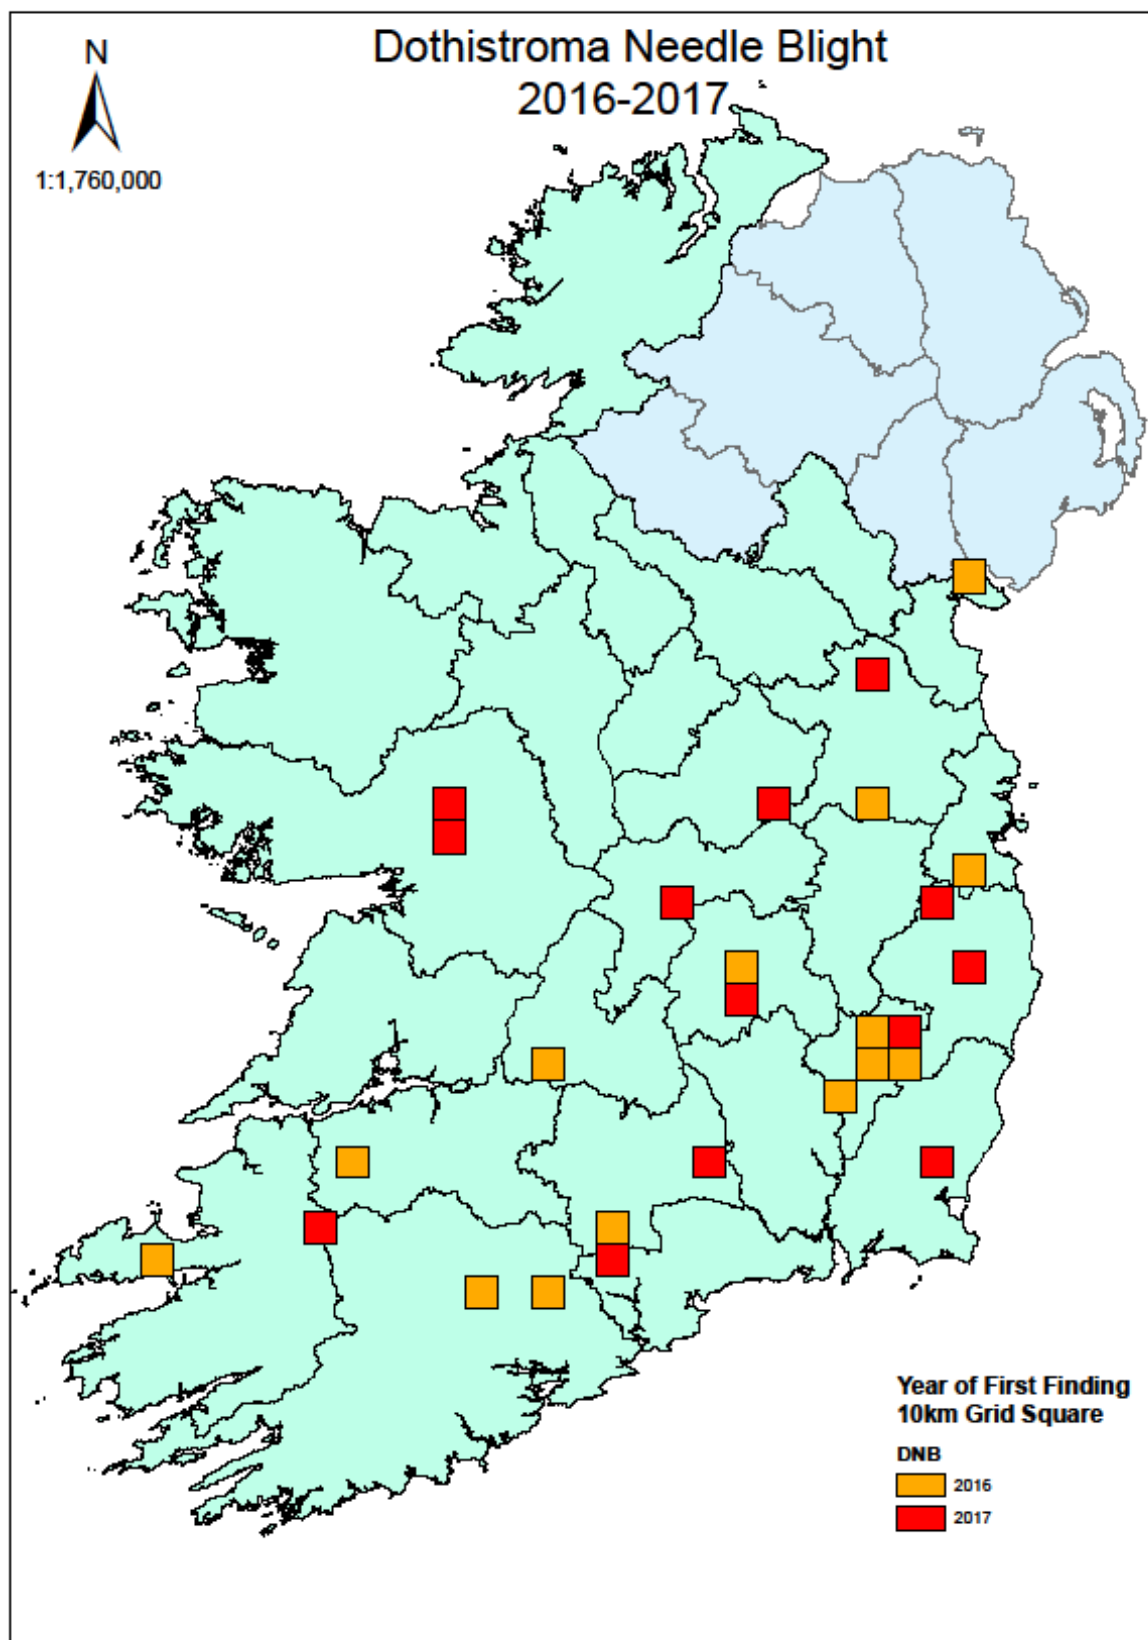 Dothistroma Needle Blight
2016-2017
N
1:1,760,000
Year of First Finding
10km Grid Square
DNB
2016
2017